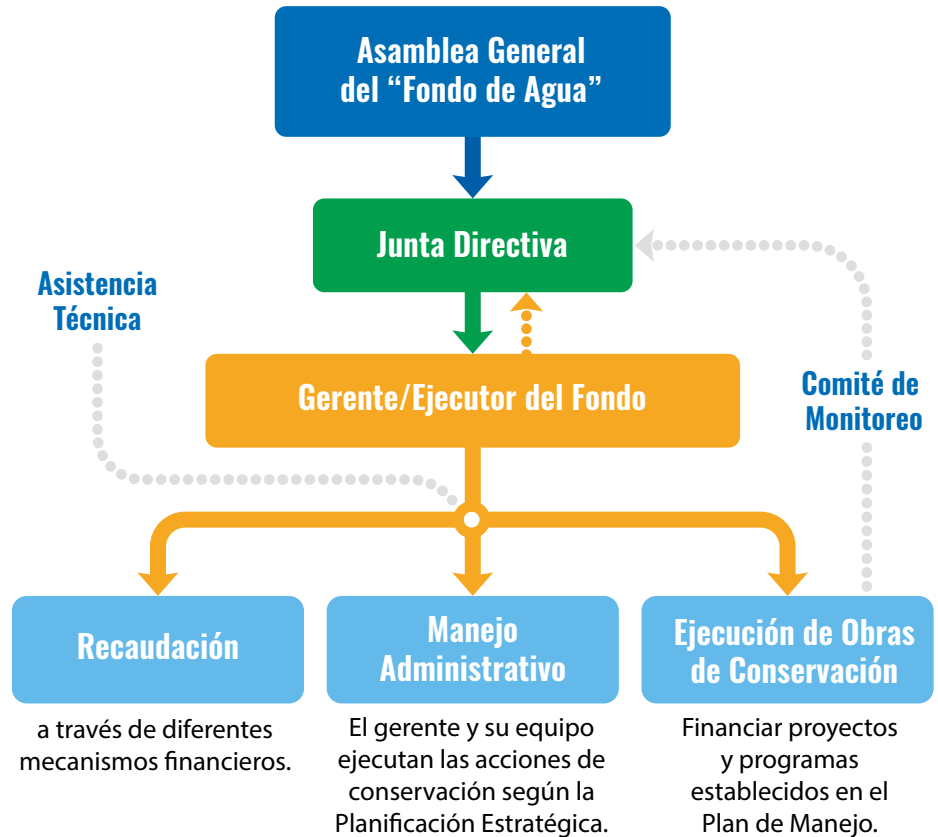 Asamblea General
del “Fondo de Agua”
Junta Directiva
Asistencia
Técnica
Gerente/Ejecutor del Fondo
Comité de
Monitoreo
Recaudación
a través de diferentes
mecanismos financieros.
Manejo
Administrativo
El gerente y su equipo
ejecutan las acciones de
conservación según la
Planificación Estratégica.
Ejecución de Obras
de Conservación
Financiar proyectos
y programas
establecidos en el
Plan de Manejo.